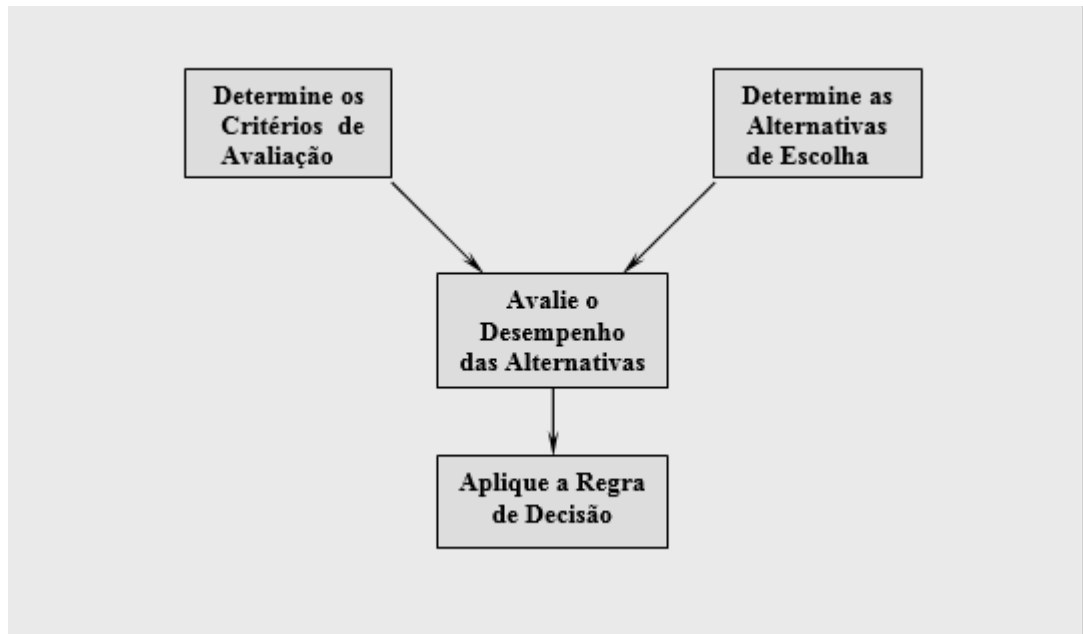 Determine os
Critérios de
Avaliação
Determine as
Alternativas
de Escolha
Avalie o
Desempenho
das Alternativas
Aplique a Regra
de Decisão